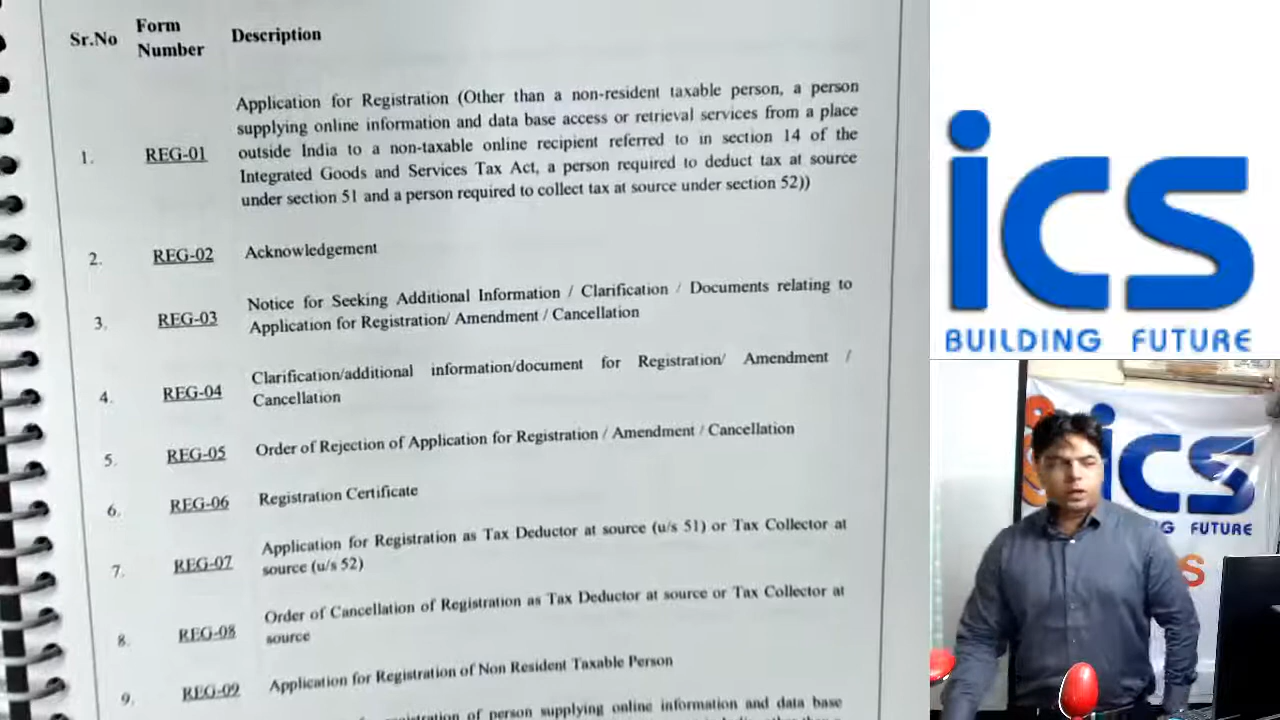 Sr.No Form Number Description
1. REG-01 Application for Registration (Other than a non-resident taxable person, a person
supplying online information and data base access or retrieval services from a place
outside India to a non-taxable online recipient referred to in section 14 of the
Integrated Goods and Services Tax Act, a person required to deduct tax at source
under section 51 and a person required to collect tax at source under section 52))
2. REG-02 Acknowledgement
3. REG-03 Notice for Seeking Additional Information / Clarification / Documents relating to
Application for Registration/ Amendment / Cancellation
4. REG-04 Clarification/additional information/document for Registration/ Amendment /
Cancellation
5. REG-05 Order of Rejection of Application for Registration / Amendment / Cancellation
6. REG-06 Registration Certificate
7. REG-07 Application for Registration as Tax Deductor at source (u/s 51) or Tax Collector at
source (u/s 52)
8. REG-08 Order of Cancellation of Registration as Tax Deductor at source or Tax Collector at
source
9. REG-09 Application for Registration of Non Resident Taxable Person
of person supplying online information and data base
iCS
BUILDING FUTURE
iCS
NG FUTURE
S